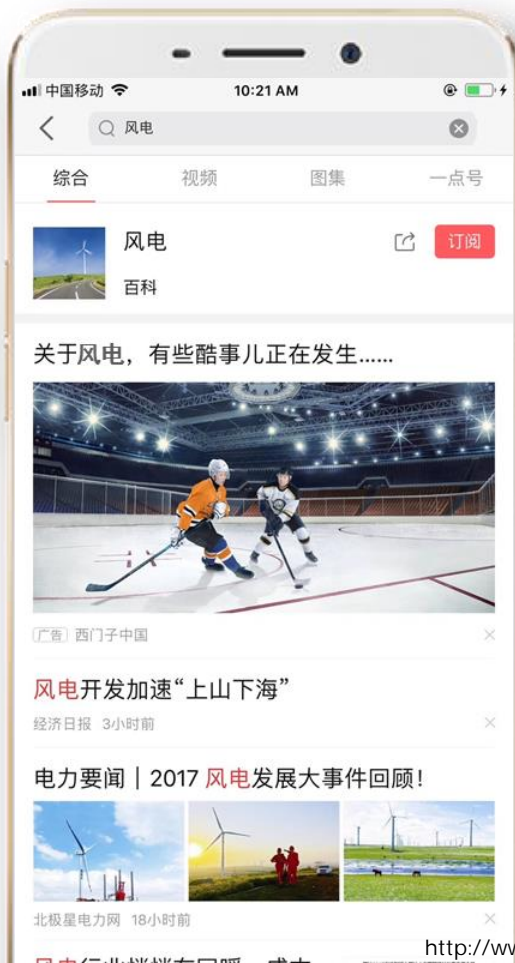 中国移动 10:21 AM
风电
综合 视频 图集 一点号
风电 订阅
百科
关于风电，有些酷事儿正在发生……
广告 西门子中国
风电开发加速“上山下海”
经济日报 3小时前
电力要闻｜2017 风电发展大事件回顾！
北极星电力网 18小时前
http://ww